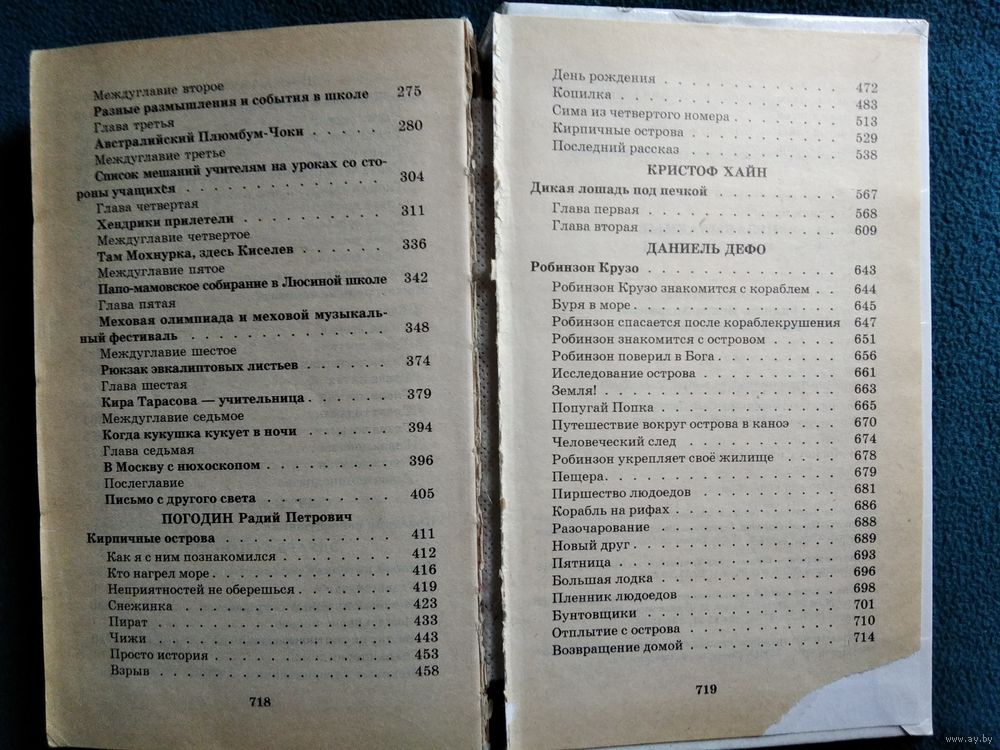 Междуглавие второе
Разные размышления и события в школе 275
Глава третья
Австралийский Плюмбум-Чоки . . . . . . . 280
Междуглавие третье
Список мешаний учителям на уроках со сто-
роны учащихся . . . . . . . . . . . . . . 304
Глава четвертая
Хендрики прилетели . . . . . . . . . . . 311
Междуглавие четвертое
Там Мохнурка, здесь Киселев . . . . . . 336
Междуглавие пятое
Папо-мамовское собирание в Люсиной школе 342
Глава пятая
Меховая олимпиада и меховой музыкаль-
ный фестиваль . . . . . . . . . . . . . . 348
Междуглавие шестое
Рюкзак эвкалиптовых листьев . . . . . . 374
Глава шестая
Кира Тарасова — учительница . . . . . . . 379
Междуглавие седьмое
Когда кукушка кукует в ночи . . . . . . 394
Глава седьмая
В Москву с нюхоскопом . . . . . . . . . 396
Послеглавие
Письмо с другого света . . . . . . . . . 405
ПОГОДИН Радий Петрович
Кирпичные острова . . . . . . . . . . . . 411
Как я с ним познакомился . . . . . . . . 412
Кто нагрел море . . . . . . . . . . . . . 416
Неприятностей не оберешься . . . . . . . 419
Снежинка . . . . . . . . . . . . . . . . 423
Пират . . . . . . . . . . . . . . . . . . 433
Чижи . . . . . . . . . . . . . . . . . . 443
Просто история . . . . . . . . . . . . . 453
Взрыв . . . . . . . . . . . . . . . . . . 458
718
День рождения . . . . . . . . . . . . . 472
Копилка . . . . . . . . . . . . . . . . 483
Сима из четвертого номера . . . . . . . 513
Кирпичные острова . . . . . . . . . . . 529
Последний рассказ . . . . . . . . . . . 538
КРИСТОФ ХАЙН
Дикая лошадь под печкой . . . . . . . . 567
Глава первая . . . . . . . . . . . . . . 568
Глава вторая . . . . . . . . . . . . . . 609
ДАНИЕЛЬ ДЕФО
Робинзон Крузо . . . . . . . . . . . . . 643
Робинзон Крузо знакомится с кораблем . . 644
Буря в море . . . . . . . . . . . . . . . 645
Робинзон спасается после кораблекрушения 647
Робинзон знакомится с островом . . . . . 651
Робинзон поверил в Бога . . . . . . . . . 656
Исследование острова . . . . . . . . . . 661
Земля! . . . . . . . . . . . . . . . . . 663
Попугай Попка . . . . . . . . . . . . . . 665
Путешествие вокруг острова в каноэ . . . 670
Человеческий след . . . . . . . . . . . . 674
Робинзон укрепляет своё жилище . . . . . 678
Пещера . . . . . . . . . . . . . . . . . 679
Пиршество людоедов . . . . . . . . . . . 681
Корабль на рифах . . . . . . . . . . . . 686
Разочарование . . . . . . . . . . . . . . 688
Новый друг . . . . . . . . . . . . . . . 689
Пятница . . . . . . . . . . . . . . . . . 693
Большая лодка . . . . . . . . . . . . . . 696
Пленник людоедов . . . . . . . . . . . . 698
Бунтовщики . . . . . . . . . . . . . . . 701
Отплытие с острова . . . . . . . . . . . 710
Возвращение домой . . . . . . . . . . . . 714
719
www.ay.by